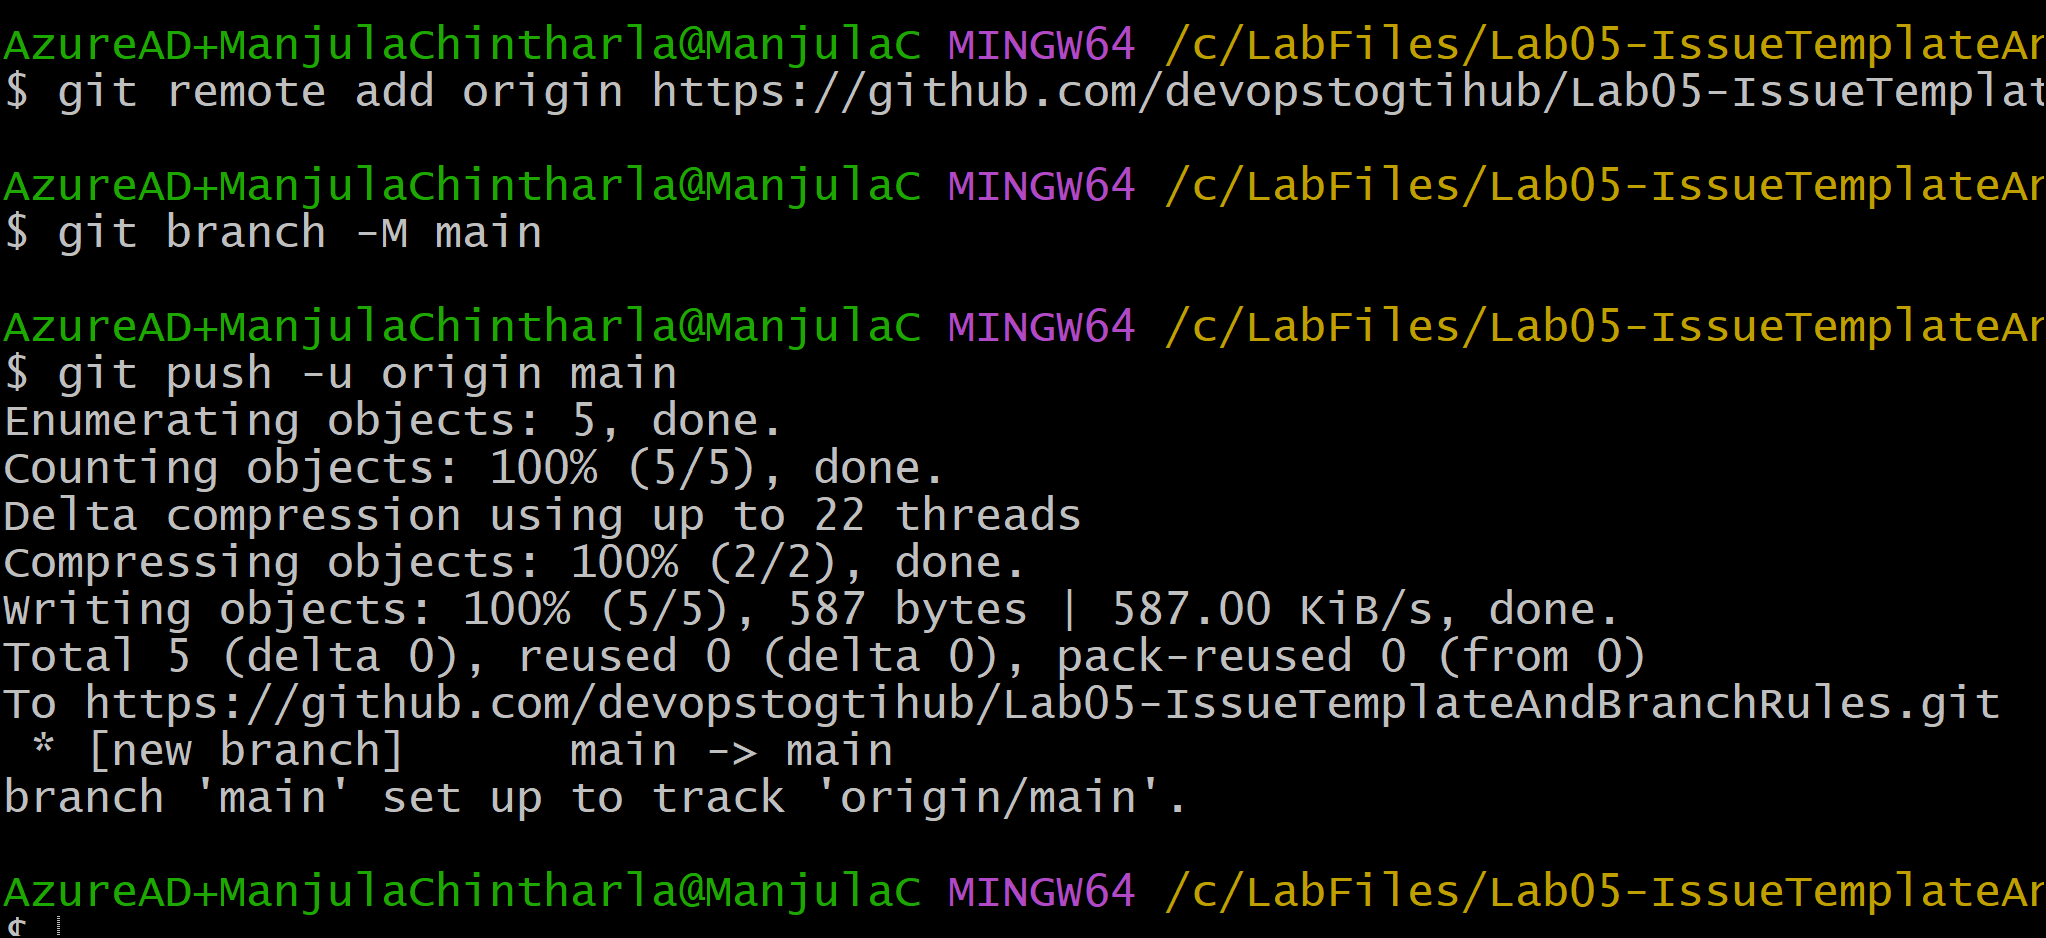 AzureAD+ManjulaChintharla@ManjulaC MINGW64 /c/LabFiles/Lab05-IssueTemplateAn
$ git remote add origin https://github.com/devopstogtihub/Lab05-IssueTemplat
AzureAD+ManjulaChintharla@ManjulaC MINGW64 /c/LabFiles/Lab05-IssueTemplateAn
$ git branch -M main
AzureAD+ManjulaChintharla@ManjulaC MINGW64 /c/LabFiles/Lab05-IssueTemplateAn
$ git push -u origin main
Enumerating objects: 5, done.
Counting objects: 100% (5/5), done.
Delta compression using up to 22 threads
Compressing objects: 100% (2/2), done.
Writing objects: 100% (5/5), 587 bytes | 587.00 KiB/s, done.
Total 5 (delta 0), reused 0 (delta 0), pack-reused 0 (from 0)
To https://github.com/devopstogtihub/Lab05-IssueTemplateAndBranchRules.git
 * [new branch]      main -> main
branch 'main' set up to track 'origin/main'.
AzureAD+ManjulaChintharla@ManjulaC MINGW64 /c/LabFiles/Lab05-IssueTemplateAn
$